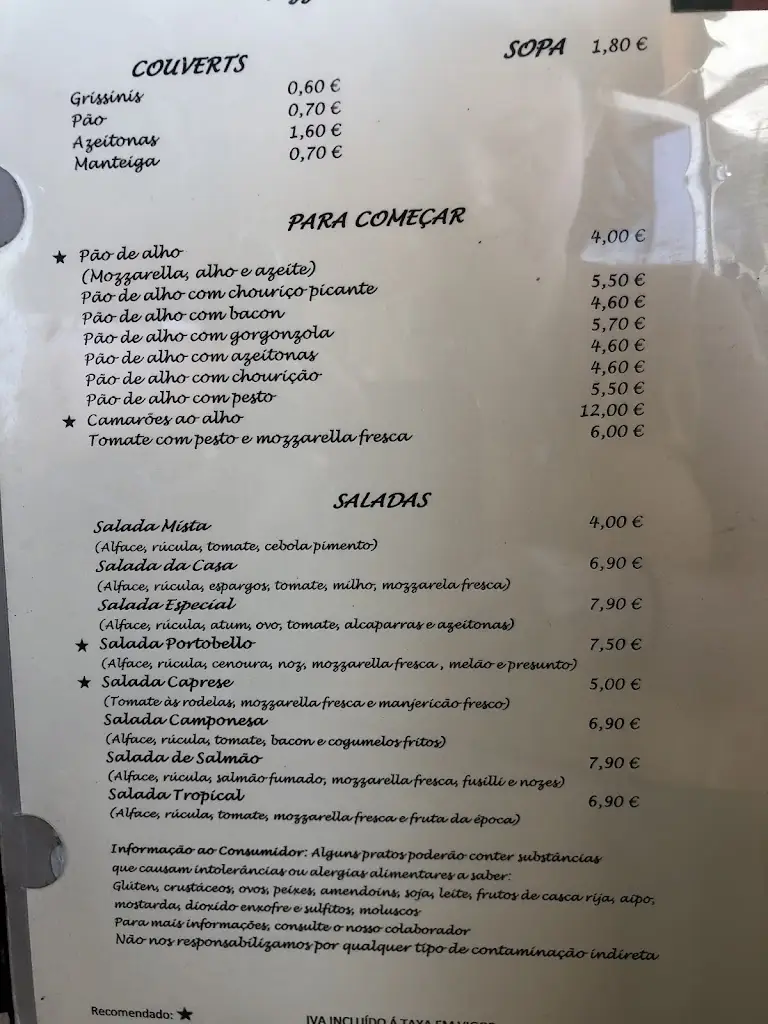 SOPA 1,80 €
COUVERTS
Grissinis 0,60 €
Pão 0,70 €
Azeitonas 1,60 €
Manteiga 0,70 €
PARA COMEÇAR
★ Pão de alho 4,00 €
(Mozzarella, alho e azeite)
Pão de alho com chouriço picante 5,50 €
Pão de alho com bacon 4,60 €
Pão de alho com gorgonzola 5,70 €
Pão de alho com azeitonas 4,60 €
Pão de alho com chourição 4,60 €
Pão de alho com pesto 5,50 €
★ Camarões ao alho 12,00 €
Tomate com pesto e mozzarella fresca 6,00 €
SALADAS
Salada Mista 4,00 €
(Alface, rúcula, tomate, cebola pimento)
Salada da Casa 6,90 €
(Alface, rúcula, espargos, tomate, milho, mozzarela fresca)
Salada Especial 7,90 €
(Alface, rúcula, atum, ovo, tomate, alcaparras e azeitonas)
★ Salada Portobello 7,50 €
(Alface, rúcula, cenoura, noz, mozzarella fresca , melão e presunto)
★ Salada Caprese 5,00 €
(Tomate às rodelas, mozzarella fresca e manjericão fresco)
Salada Camponesa 6,90 €
(Alface, rúcula, tomate, bacon e cogumelos fritos)
Salada de Salmão 7,90 €
(Alface, rúcula, salmão fumado, mozzarella fresca, fusilli e nozes)
Salada Tropical 6,90 €
(Alface, rúcula, tomate, mozzarella fresca e fruta da época)
Informação ao Consumidor: Alguns pratos poderão conter substâncias
que causam intolerâncias ou alergias alimentares a saber:
Glúten, crustáceos, ovos, peixes, amendoins, soja, leite, frutos de casca rija, aipo,
mostarda, dióxido enxofre e sulfitos, moluscos
Para mais informações, consulte o nosso colaborador
Não nos responsabilizamos por qualquer tipo de contaminação indireta
Recomendado: ★
IVA INCLUÍDO Á TAXA EM VIGOR